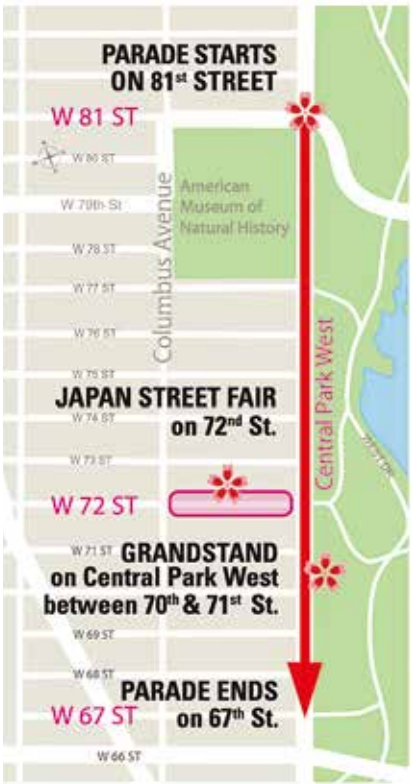 PARADE STARTS
ON 81st STREET
W 81 ST
W 80 ST
W 79th St
American
Museum of
Natural History
Columbus Avenue
W 78 ST
W 77 ST
W 76 ST
Central Park West
W 75 ST
JAPAN STREET FAIR
W 74 ST
on 72nd St.
W 73 ST
W 72 ST
W 71 ST
GRANDSTAND
on Central Park West
between 70th & 71st St.
W 69 ST
W 68 ST
PARADE ENDS
W 67 ST
on 67th St.
W 66 ST